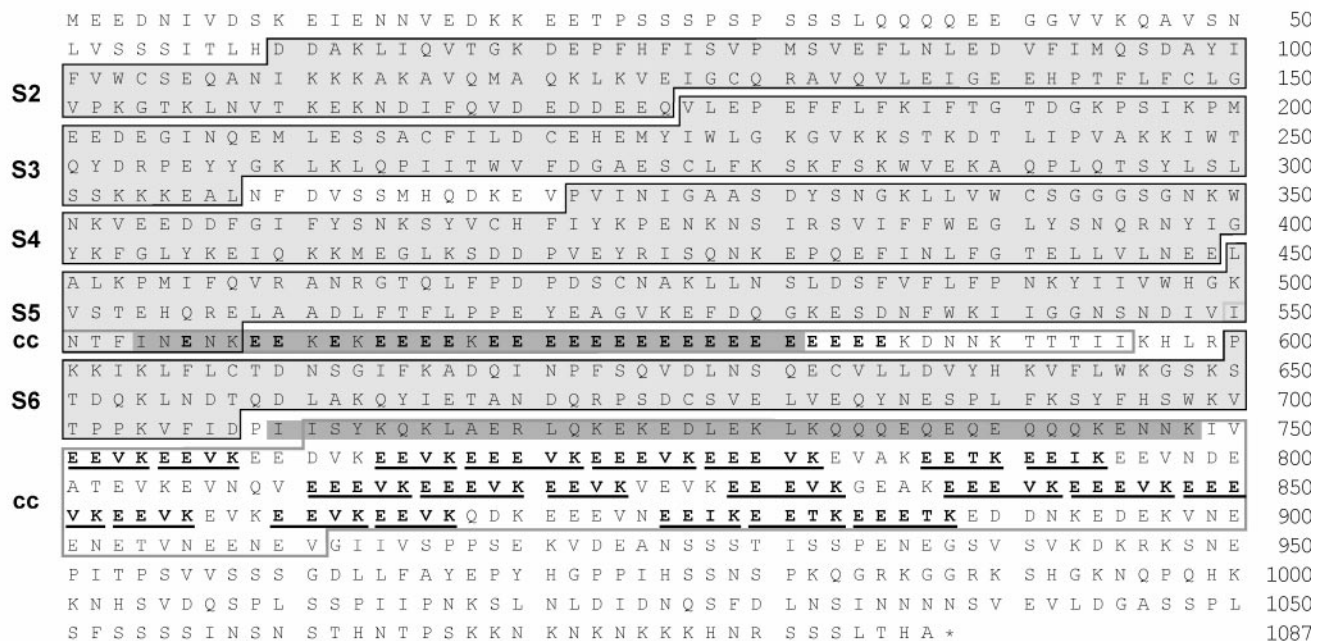 M E E D N I V D S K E I E N N V E D K K E E T P S S S P S P S S S L Q Q Q Q E E G G V V K Q A V S N 50
L V S S S I T L H D D A K L I Q V T G K D E P F H F I S V P M S V E F L N L E D V F I M Q S D A Y I 100
F V W C S E Q A N I K K K A K A V Q M A Q K L K V E I G C Q R A V Q V L E I G E E H P T F L F C L G 150
S2 V P K G T K L N V T K E K N D I F Q V D E D D E E Q V L E P E F F L F K I F T G T D G K P S I K P M 200
E E D E G I N Q E M L E S S A C F I L D C E H E M Y I W L G K G V K K S T K D T L I P V A K K I W T 250
S3 Q Y D R P E Y Y G K L K L Q P I I T W V F D G A E S C L F K S K F S K W V E K A Q P L Q T S Y L S L 300
S S K K K E A L N F D V S S M H Q D K E V P V I N I G A A S D Y S N G K L L V W C S G G G S G N K W 350
S4 N K V E E D D F G I F Y S N K S Y V C H F I Y K P E N K N S I R S V I F F W E G L Y S N Q R N Y I G 400
Y K F G L Y K E I Q K K M E G L K S D D P V E Y R I S Q N K E P Q E F I N L F G T E L L V L N E E L 450
A L K P M I F Q V R A N R G T Q L F P D P D S C N A K L L N S L D S F V F L F P N K Y I I V W H G K 500
S5 V S T E H Q R E L A A D L F T F L P P E Y E A G V K E F D Q G K E S D N F W K I I G G N S N D I V I 550
cc N T F I N E N K E E K E K E E E E K E E E E E E E E E E E E E E E E E K D N N K T T T I I K H L R P 600
K K I K L F L C T D N S G I F K A D Q I N P F S Q V D L N S Q E C V L L D V Y H K V F L W K G S K S 650
S6 T D Q K L N D T Q D L A K Q Y I E T A N D Q R P S D C S V E L V E Q Y N E S P L F K S Y F H S W K V 700
T P P K V F I D P I I S Y K Q K L A E R L Q K E K E D L E K L K Q Q Q E Q E Q E Q Q Q K E N N K I V 750
E E V K E E V K E E D V K E E V K E E E V K E E E V K E E E V K E V A K E E T K E E I K E E V N D E 800
cc A T E V K E V N Q V E E E V K E E E V K E E V K V E V K E E E V K G E A K E E E V K E E E V K E E E 850
V K E E V K E V K E E V K E E V K Q D K E E E V N E E I K E E T K E E E T K E D D N K E D E K V N E 900
E N E T V N E E N E V G I I V S P P S E K V D E A N S S S T I S S P E N E G S V S V K D K R K S N E 950
P I T P S V V S S S G D L L F A Y E P Y H G P P I H S S N S P K Q G R K G G R K S H G K N Q P Q H K 1000
K N H S V D Q S P L S S P I I P N K S L N L D I D N Q S F D L N S I N N N N S V E V L D G A S S P L 1050
S F S S S S I N S N S T H N T P S K K N K N K N K K K H N R S S S L T H A * 1087